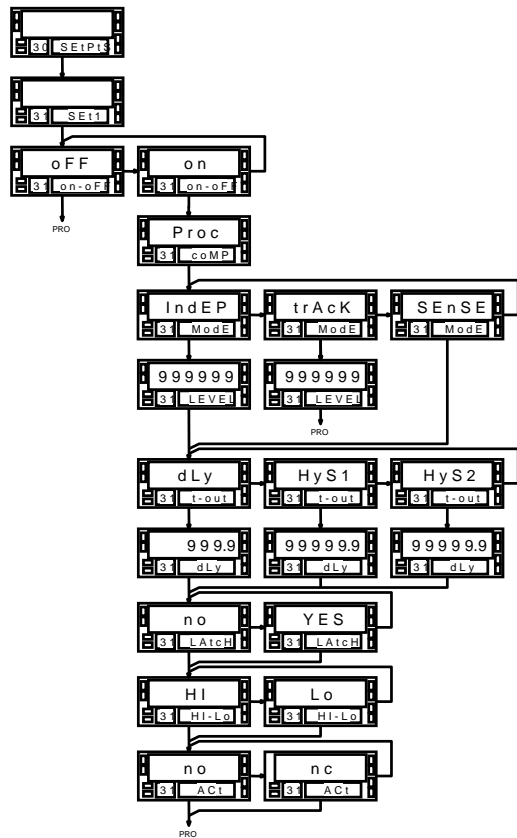 30 SEtPtS
31 SEt1
oFF on
31 on-oFF 31 on-oFF
PRO
Proc
31 coMP
IndEP trAcK SEnSE
31 ModE 31 ModE 31 ModE
999999 999999
31 LEVEL 31 LEVEL
PRO
dLy HyS1 HyS2
31 t-out 31 t-out 31 t-out
999.9 99999.9 99999.9
31 dLy 31 dLy 31 dLy
no YES
31 LAtcH 31 LAtcH
HI Lo
31 HI-Lo 31 HI-Lo
no nc
31 ACt 31 ACt
PRO